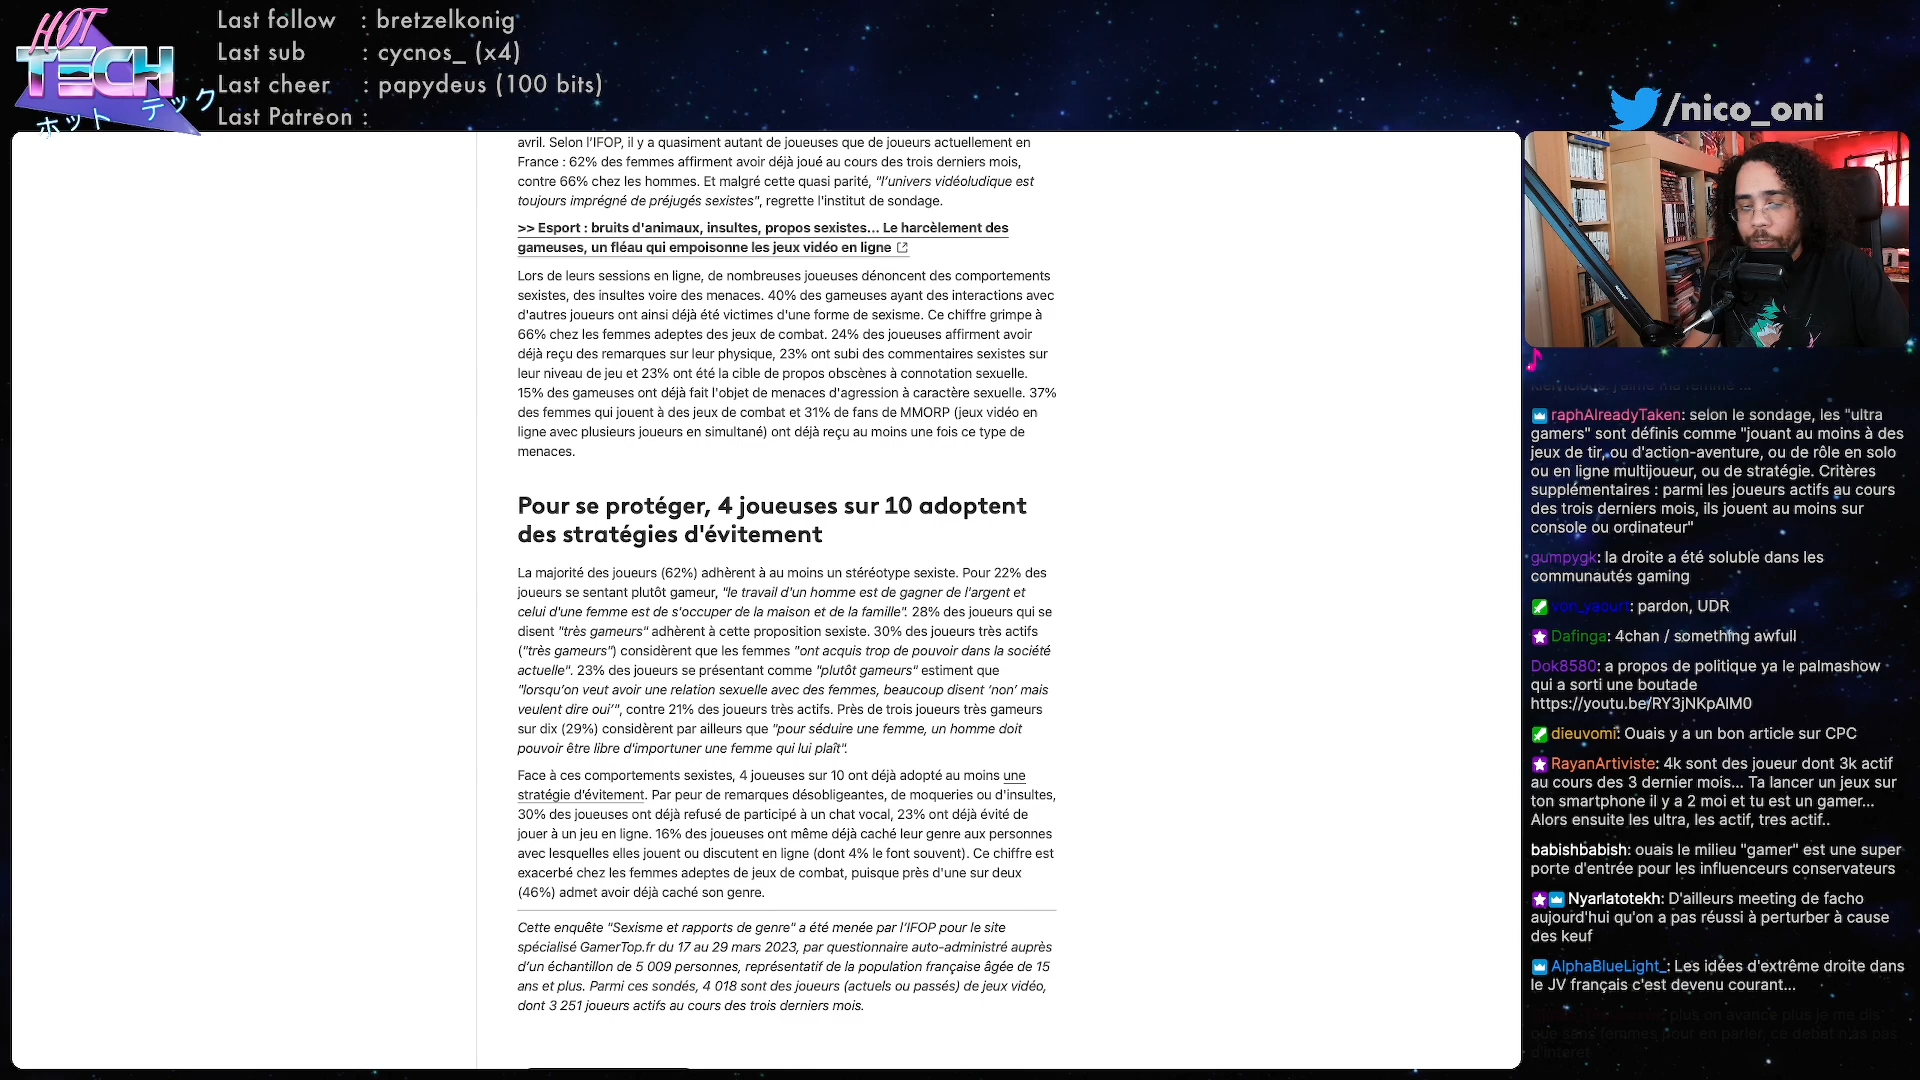 HOT
TECH
ホット テック
Last follow : bretzelkonig
Last sub : cycnos_ (x4)
Last cheer : papydeus (100 bits)
Last Patreon :
/nico_oni
avril. Selon l'IFOP, il y a quasiment autant de joueuses que de joueurs actuellement en
France : 62% des femmes affirment avoir déjà joué au cours des trois derniers mois,
contre 66% chez les hommes. Et malgré cette quasi parité, "l'univers vidéoludique est
toujours imprégné de préjugés sexistes", regrette l'institut de sondage.
>> Esport : bruits d'animaux, insultes, propos sexistes... Le harcèlement des
gameuses, un fléau qui empoisonne les jeux vidéo en ligne
Lors de leurs sessions en ligne, de nombreuses joueuses dénoncent des comportements
sexistes, des insultes voire des menaces. 40% des gameuses ayant des interactions avec
d'autres joueurs ont ainsi déjà été victimes d'une forme de sexisme. Ce chiffre grimpe à
66% chez les femmes adeptes des jeux de combat. 24% des joueuses affirment avoir
déjà reçu des remarques sur leur physique, 23% ont subi des commentaires sexistes sur
leur niveau de jeu et 23% ont été la cible de propos obscènes à connotation sexuelle.
15% des gameuses ont déjà fait l'objet de menaces d'agression à caractère sexuelle. 37%
des femmes qui jouent à des jeux de combat et 31% de fans de MMORP (jeux vidéo en
ligne avec plusieurs joueurs en simultané) ont déjà reçu au moins une fois ce type de
menaces.
Pour se protéger, 4 joueuses sur 10 adoptent
des stratégies d'évitement
La majorité des joueurs (62%) adhèrent à au moins un stéréotype sexiste. Pour 22% des
joueurs se sentant plutôt gameur, "le travail d'un homme est de gagner de l'argent et
celui d'une femme est de s'occuper de la maison et de la famille". 28% des joueurs qui se
disent "très gameurs" adhèrent à cette proposition sexiste. 30% des joueurs très actifs
("très gameurs") considèrent que les femmes "ont acquis trop de pouvoir dans la société
actuelle". 23% des joueurs se présentant comme "plutôt gameurs" estiment que
"lorsqu'on veut avoir une relation sexuelle avec des femmes, beaucoup disent 'non' mais
veulent dire oui'", contre 21% des joueurs très actifs. Près de trois joueurs très gameurs
sur dix (29%) considèrent par ailleurs que "pour séduire une femme, un homme doit
pouvoir être libre d'importuner une femme qui lui plaît".
Face à ces comportements sexistes, 4 joueuses sur 10 ont déjà adopté au moins une
stratégie d'évitement. Par peur de remarques désobligeantes, de moqueries ou d'insultes,
30% des joueuses ont déjà refusé de participé à un chat vocal, 23% ont déjà évité de
jouer à un jeu en ligne. 16% des joueuses ont même déjà caché leur genre aux personnes
avec lesquelles elles jouent ou discutent en ligne (dont 4% le font souvent). Ce chiffre est
exacerbé chez les femmes adeptes de jeux de combat, puisque près d'une sur deux
(46%) admet avoir déjà caché son genre.
Cette enquête "Sexisme et rapports de genre" a été menée par l'IFOP pour le site
spécialisé GamerTop.fr du 17 au 29 mars 2023, par questionnaire auto-administré auprès
d'un échantillon de 5 009 personnes, représentatif de la population française âgée de 15
ans et plus. Parmi ces sondés, 4 018 sont des joueurs (actuels ou passés) de jeux vidéo,
dont 3 251 joueurs actifs au cours des trois derniers mois.
raphAlreadyTaken: selon le sondage, les "ultra
gamers" sont définis comme "jouant au moins à des
jeux de tir, ou d'action-aventure, ou de rôle en solo
ou en ligne multijoueur, ou de stratégie. Critères
supplémentaires : parmi les joueurs actifs au cours
des trois derniers mois, ils jouent au moins sur
console ou ordinateur"
gumpygk: la droite a été soluble dans les
communautés gaming
von_yaourt: pardon, UDR
Dafinga: 4chan / something awfull
Dok8580: a propos de politique ya le palmashow
qui a sorti une boutade
https://youtu.be/RY3jNKpAlM0
dieuvomi: Ouais y a un bon article sur CPC
RayanArtiviste: 4k sont des joueur dont 3k actif
au cours des 3 dernier mois... Ta lancer un jeux sur
ton smartphone il y a 2 moi et tu est un gamer...
Alors ensuite les ultra, les actif, tres actif..
babishbabish: ouais le milieu "gamer" est une super
porte d'entrée pour les influenceurs conservateurs
Nyarlatotekh: D'ailleurs meeting de facho
aujourd'hui qu'on a pas réussi à perturber à cause
des keuf
AlphaBlueLight_: Les idées d'extrême droite dans
le JV français c'est devenu courant...
plus on avance plus je me dis
que sans femmes pour en parler, ce debat n'as pas
d'interet